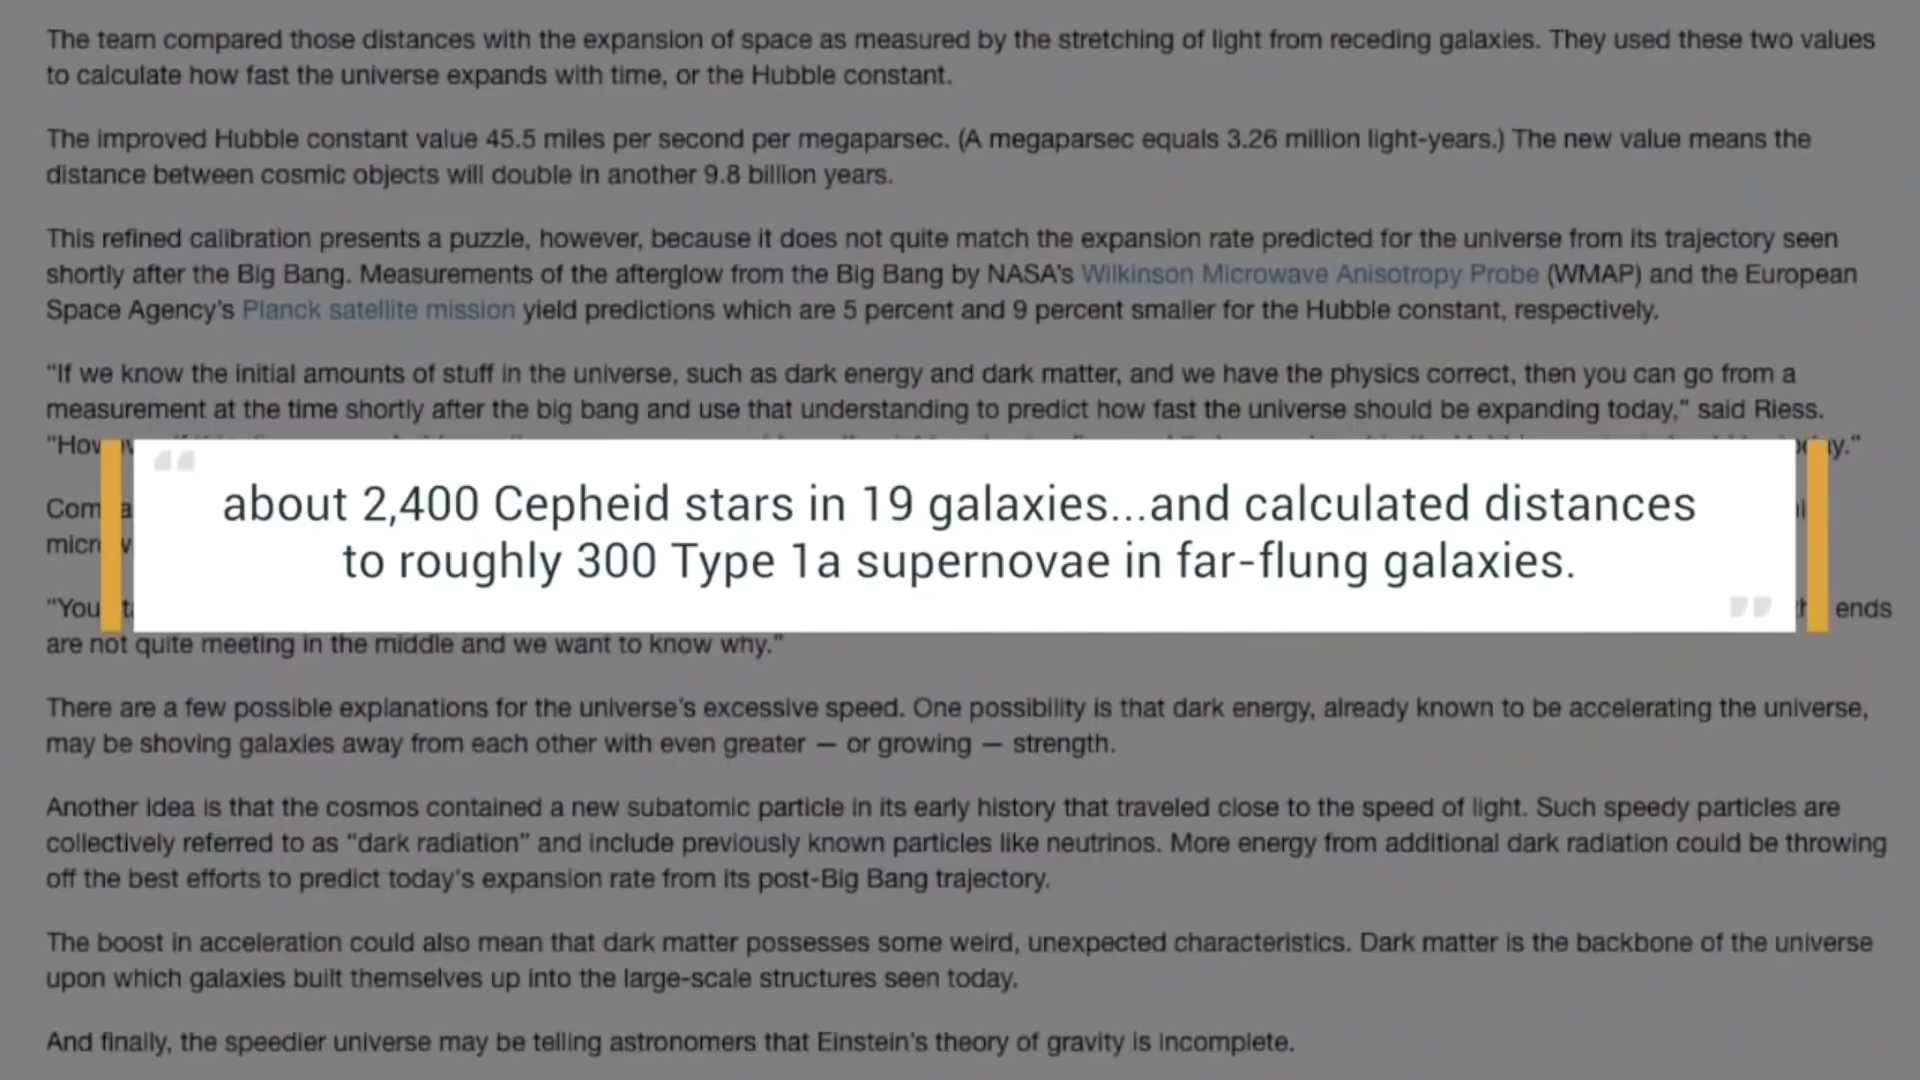 The team compared those distances with the expansion of space as measured by the stretching of light from receding galaxies. They used these two values
to calculate how fast the universe expands with time, or the Hubble constant.
The improved Hubble constant value 45.5 miles per second per megaparsec. (A megaparsec equals 3.26 million light-years.) The new value means the
distance between cosmic objects will double in another 9.8 billion years.
This refined calibration presents a puzzle, however, because it does not quite match the expansion rate predicted for the universe from its trajectory seen
shortly after the Big Bang. Measurements of the afterglow from the Big Bang by NASA's Wilkinson Microwave Anisotropy Probe (WMAP) and the European
Space Agency's Planck satellite mission yield predictions which are 5 percent and 9 percent smaller for the Hubble constant, respectively.
"If we know the initial amounts of stuff in the universe, such as dark energy and dark matter, and we have the physics correct, then you can go from a
measurement at the time shortly after the big bang and use that understanding to predict how fast the universe should be expanding today," said Riess.
“about 2,400 Cepheid stars in 19 galaxies...and calculated distances
to roughly 300 Type 1a supernovae in far-flung galaxies.”
"You ends
are not quite meeting in the middle and we want to know why."
There are a few possible explanations for the universe's excessive speed. One possibility is that dark energy, already known to be accelerating the universe,
may be shoving galaxies away from each other with even greater — or growing — strength.
Another idea is that the cosmos contained a new subatomic particle in its early history that traveled close to the speed of light. Such speedy particles are
collectively referred to as "dark radiation" and include previously known particles like neutrinos. More energy from additional dark radiation could be throwing
off the best efforts to predict today's expansion rate from its post-Big Bang trajectory.
The boost in acceleration could also mean that dark matter possesses some weird, unexpected characteristics. Dark matter is the backbone of the universe
upon which galaxies built themselves up into the large-scale structures seen today.
And finally, the speedier universe may be telling astronomers that Einstein's theory of gravity is incomplete.